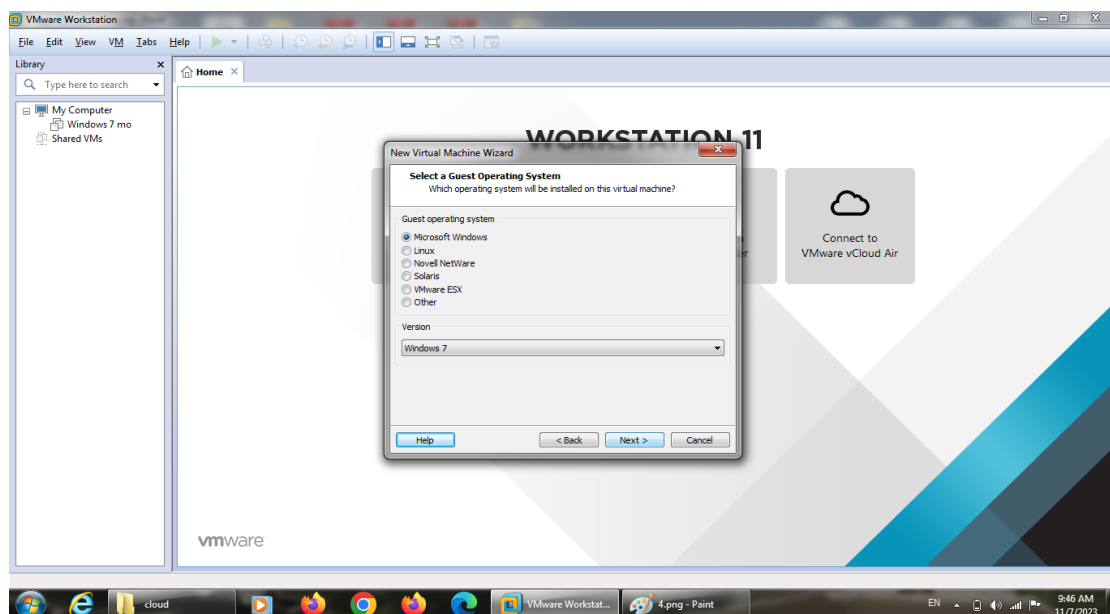 VMware Workstation
File Edit View VM Tabs Help
Library
Type here to search
Home
My Computer
Windows 7 mo
Shared VMs
WORKSTATION 11
New Virtual Machine Wizard
Select a Guest Operating System
Which operating system will be installed on this virtual machine?
Guest operating system
Microsoft Windows
Linux
Novell NetWare
Solaris
VMware ESX
Other
Version
Windows 7
Help < Back Next > Cancel
Connect to
VMware vCloud Air
vmware
cloud
VMware Workstat...
4.png - Paint
EN
9:46 AM
11/7/2023